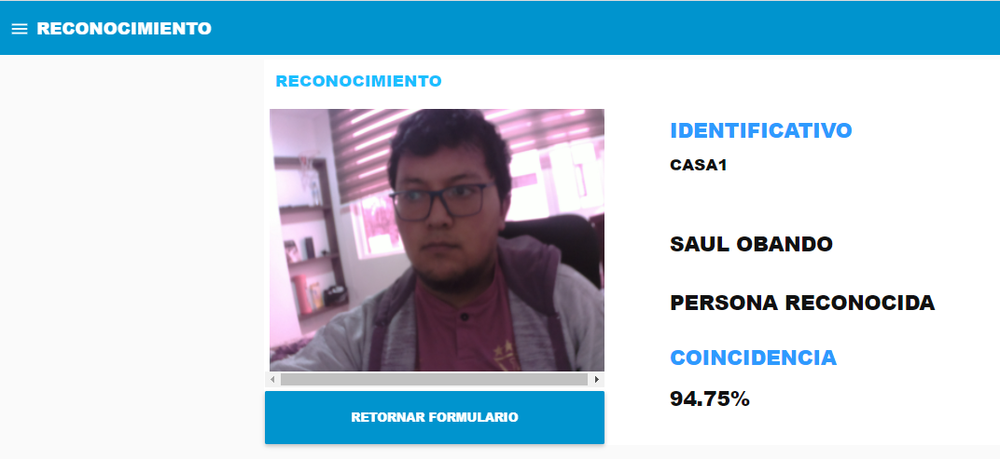 RECONOCIMIENTO
RECONOCIMIENTO
IDENTIFICATIVO
CASA1
SAUL OBANDO
PERSONA RECONOCIDA
COINCIDENCIA
94.75%
RETORNAR FORMULARIO